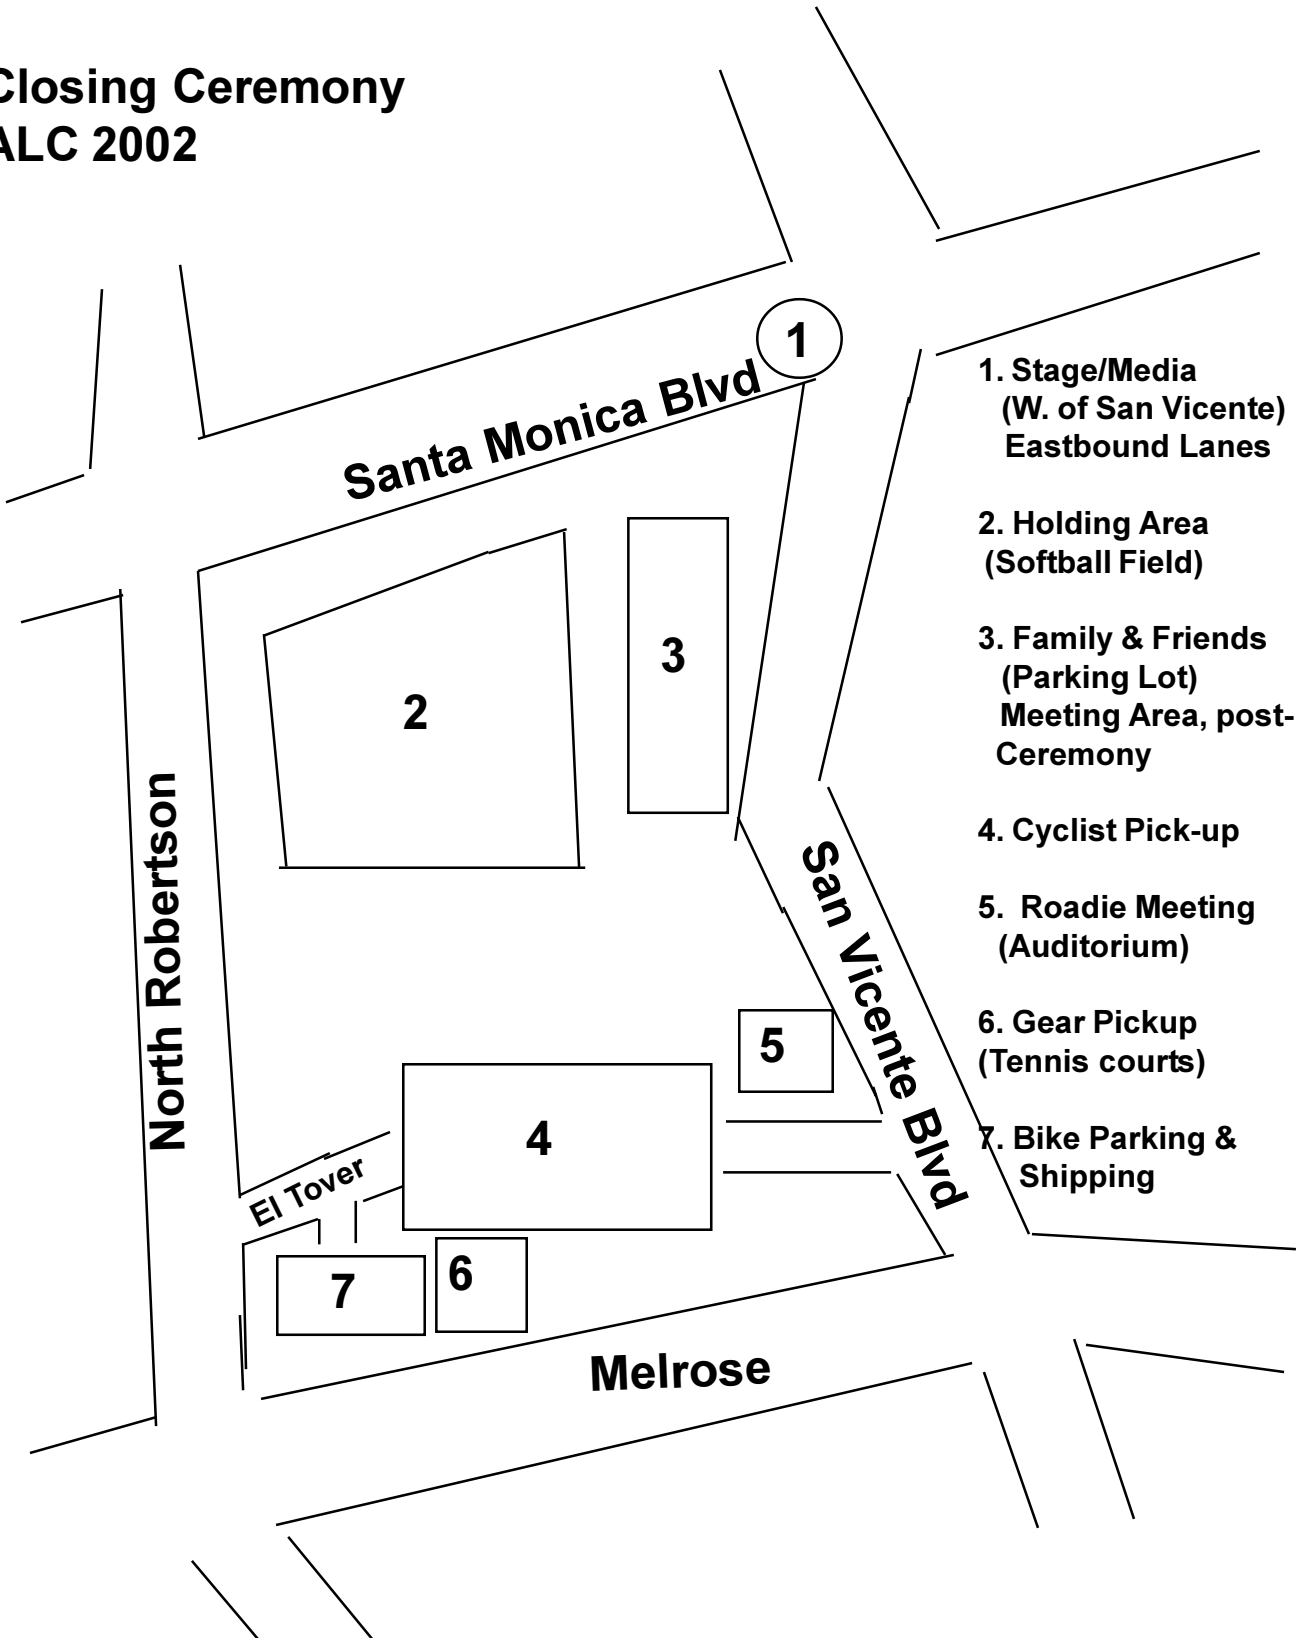 Closing Ceremony
ALC 2002
1
Santa Monica Blvd
1. Stage/Media
(W. of San Vicente)
Eastbound Lanes
2. Holding Area
(Softball Field)
3. Family & Friends
(Parking Lot)
Meeting Area, post-
Ceremony
4. Cyclist Pick-up
5. Roadie Meeting
(Auditorium)
6. Gear Pickup
(Tennis courts)
7. Bike Parking &
Shipping
3
2
North Robertson
San Vicente Blvd
5
4
El Tover
6
7
Melrose